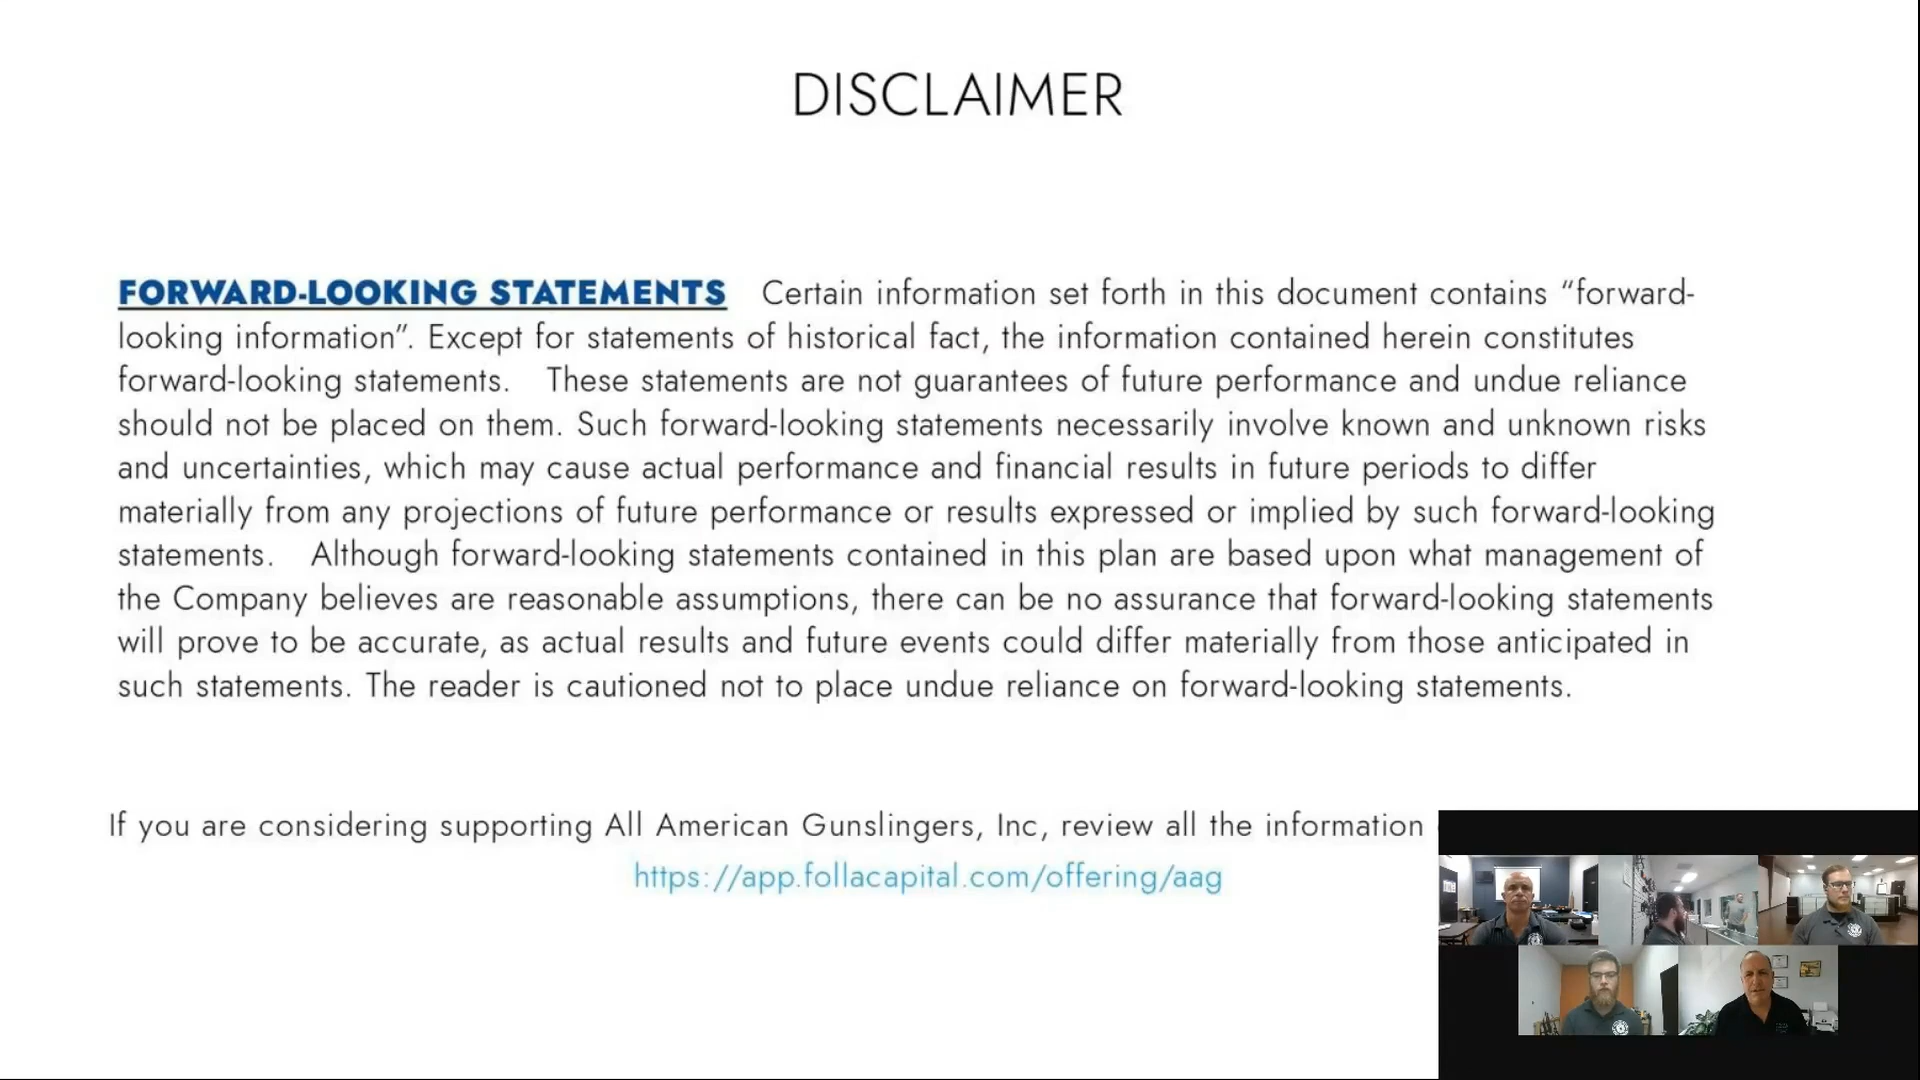 DISCLAIMER
FORWARD-LOOKING STATEMENTS Certain information set forth in this document contains “forward-
looking information”. Except for statements of historical fact, the information contained herein constitutes
forward-looking statements. These statements are not guarantees of future performance and undue reliance
should not be placed on them. Such forward-looking statements necessarily involve known and unknown risks
and uncertainties, which may cause actual performance and financial results in future periods to differ
materially from any projections of future performance or results expressed or implied by such forward-looking
statements. Although forward-looking statements contained in this plan are based upon what management of
the Company believes are reasonable assumptions, there can be no assurance that forward-looking statements
will prove to be accurate, as actual results and future events could differ materially from those anticipated in
such statements. The reader is cautioned not to place undue reliance on forward-looking statements.
If you are considering supporting All American Gunslingers, Inc, review all the information
https://app.follacapital.com/offering/aag